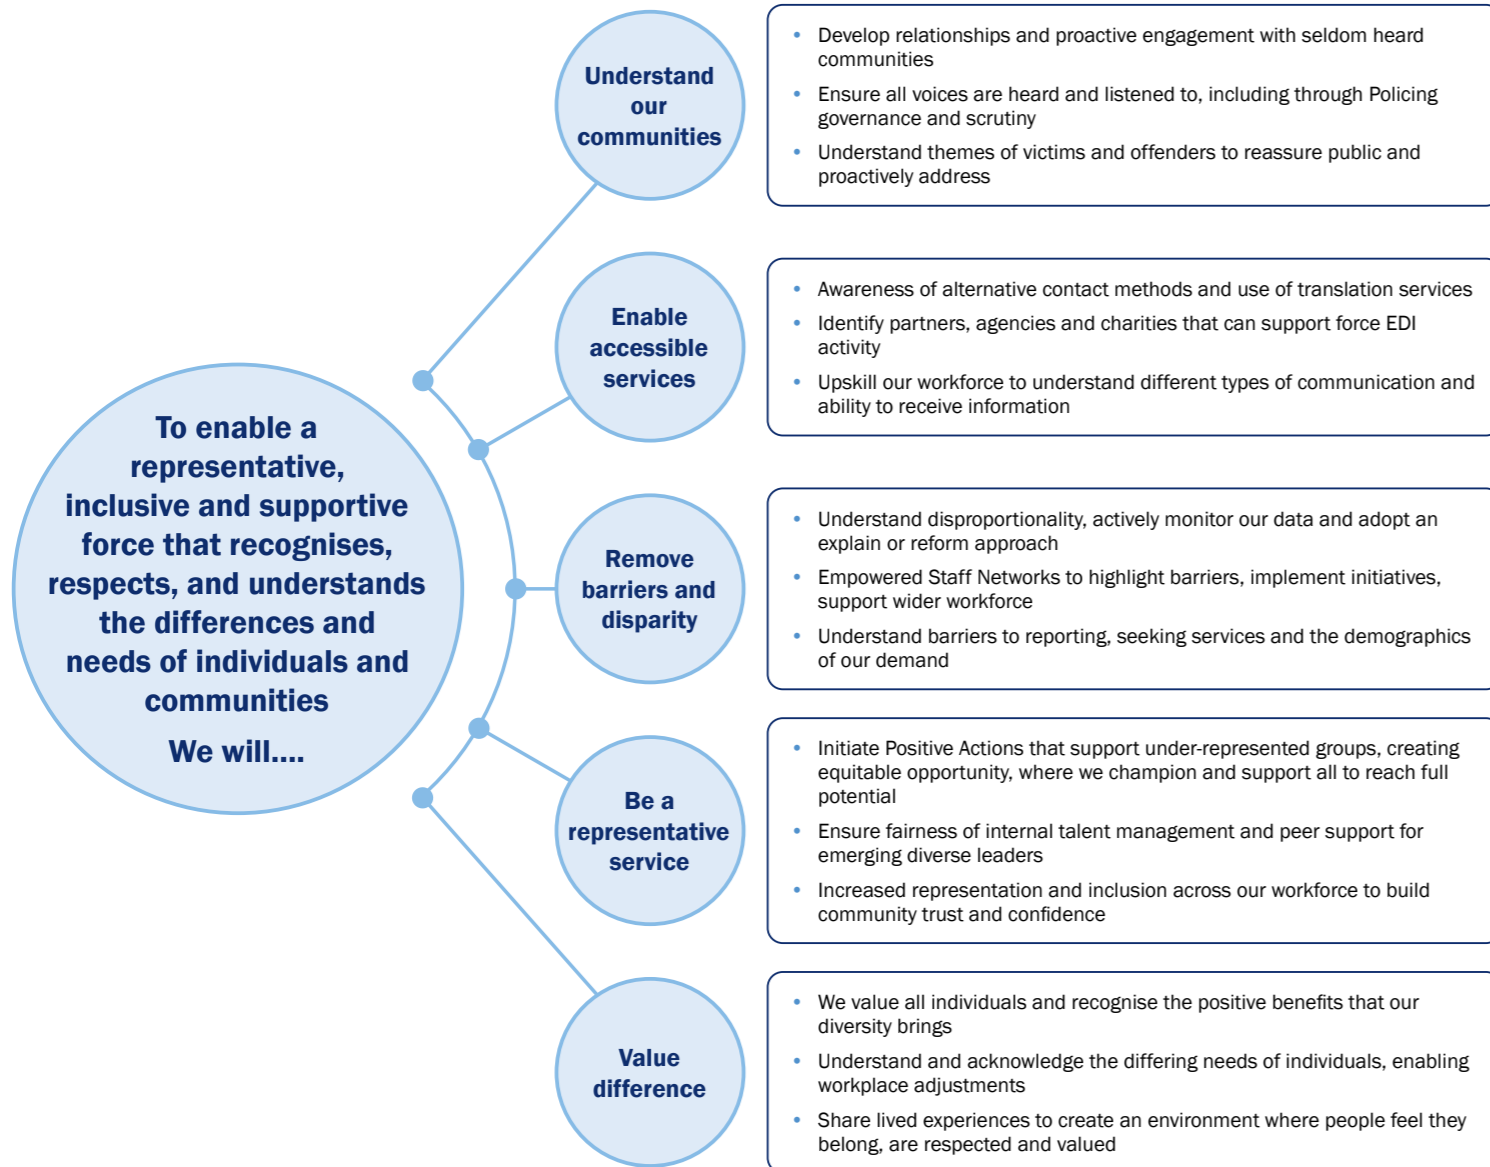 To enable a
representative,
inclusive and supportive
force that recognises,
respects, and understands
the differences and
needs of individuals and
communities
We will....
Understand
our
communities
• Develop relationships and proactive engagement with seldom heard
communities
• Ensure all voices are heard and listened to, including through Policing
governance and scrutiny
• Understand themes of victims and offenders to reassure public and
proactively address
Enable
accessible
services
• Awareness of alternative contact methods and use of translation services
• Identify partners, agencies and charities that can support force EDI
activity
• Upskill our workforce to understand different types of communication and
ability to receive information
Remove
barriers and
disparity
• Understand disproportionality, actively monitor our data and adopt an
explain or reform approach
• Empowered Staff Networks to highlight barriers, implement initiatives,
support wider workforce
• Understand barriers to reporting, seeking services and the demographics
of our demand
Be a
representative
service
• Initiate Positive Actions that support under-represented groups, creating
equitable opportunity, where we champion and support all to reach full
potential
• Ensure fairness of internal talent management and peer support for
emerging diverse leaders
• Increased representation and inclusion across our workforce to build
community trust and confidence
Value
difference
• We value all individuals and recognise the positive benefits that our
diversity brings
• Understand and acknowledge the differing needs of individuals, enabling
workplace adjustments
• Share lived experiences to create an environment where people feel they
belong, are respected and valued